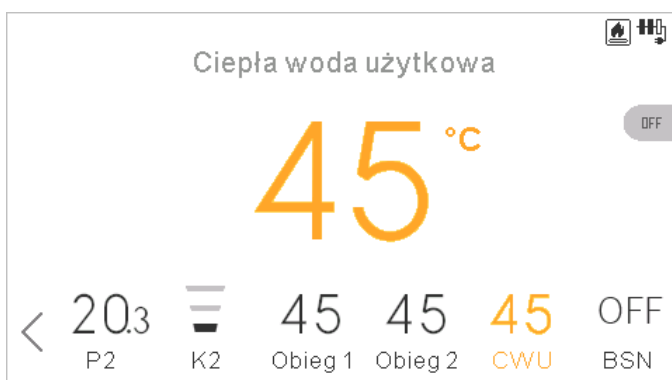 Ciepła woda użytkowa
45 °C
OFF
20.3 45 45 45 OFF
P2 K2 Obieg 1 Obieg 2 CWU BSN